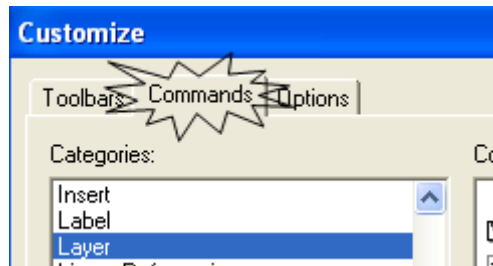 Customize
Toolbars Commands Options
Categories:
Insert
Label
Layer